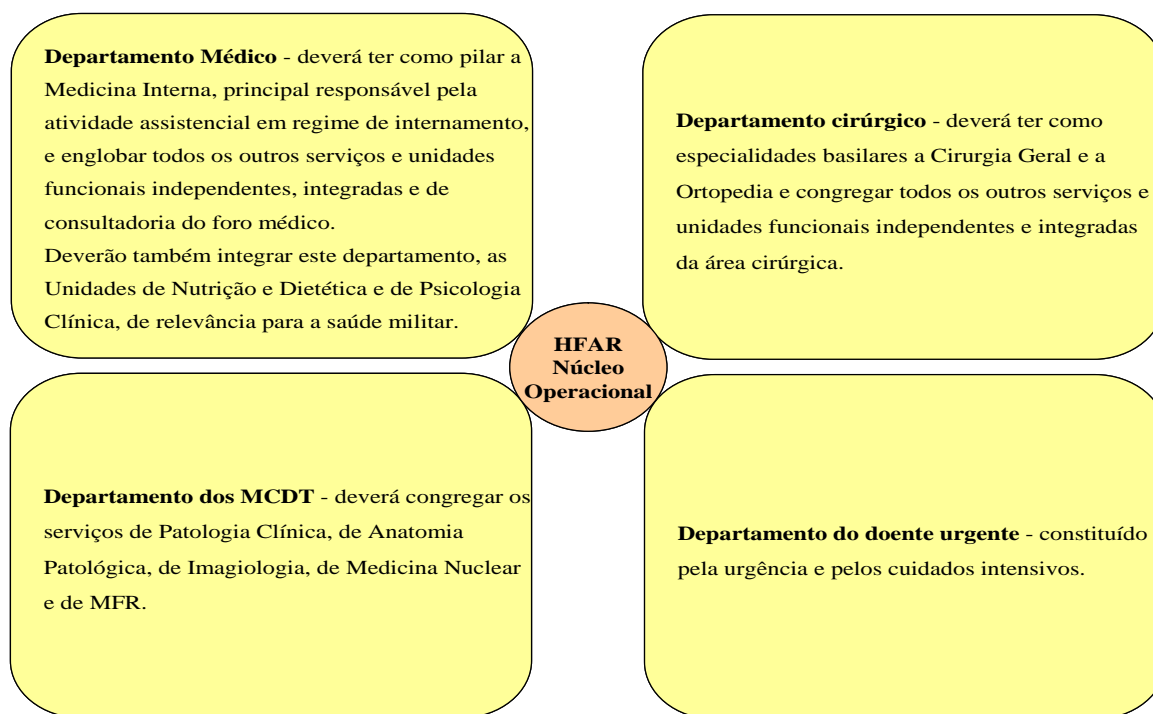 Departamento Médico - deverá ter como pilar a
Medicina Interna, principal responsável pela
atividade assistencial em regime de internamento,
e englobar todos os outros serviços e unidades
funcionais independentes, integradas e de
consultadoria do foro médico.
Deverão também integrar este departamento, as
Unidades de Nutrição e Dietética e de Psicologia
Clínica, de relevância para a saúde militar.
Departamento cirúrgico - deverá ter como
especialidades basilares a Cirurgia Geral e a
Ortopedia e congregar todos os outros serviços e
unidades funcionais independentes e integradas
da área cirúrgica.
HFAR
Núcleo
Operacional
Departamento dos MCDT - deverá congregar os
serviços de Patologia Clínica, de Anatomia
Patológica, de Imagiologia, de Medicina Nuclear
e de MFR.
Departamento do doente urgente - constituído
pela urgência e pelos cuidados intensivos.